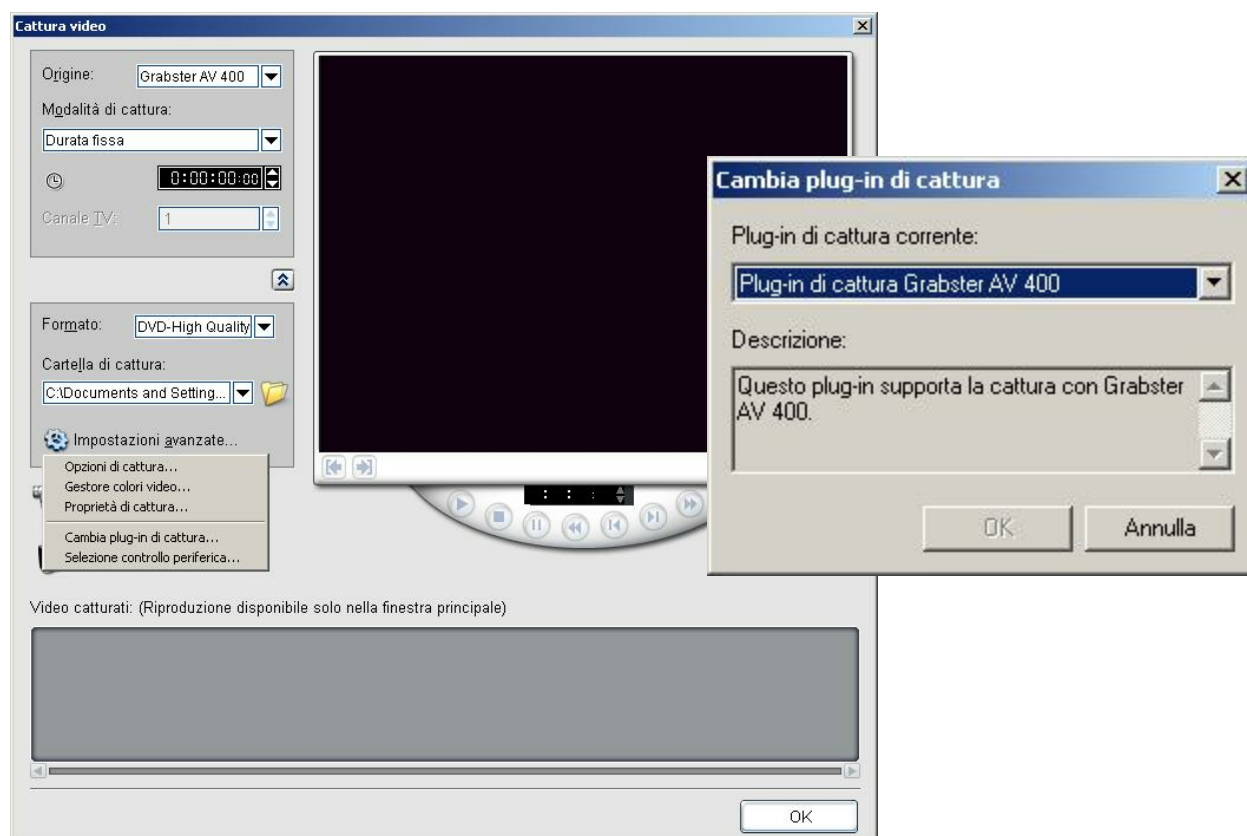 Cattura video
Origine: Grabster AV 400
Modalità di cattura:
Durata fissa
0:00:00:00
Canale TV: 1
Formato: DVD-High Quality
Cartella di cattura:
C:\Documents and Setting...
Impostazioni avanzate...
Opzioni di cattura...
Gestore colori video...
Proprietà di cattura...
Cambia plug-in di cattura...
Selezione controllo periferica...
Video catturati: (Riproduzione disponibile solo nella finestra principale)
OK
Cambia plug-in di cattura
Plug-in di cattura corrente:
Plug-in di cattura Grabster AV 400
Descrizione:
Questo plug-in supporta la cattura con Grabster
AV 400.
OK Annulla